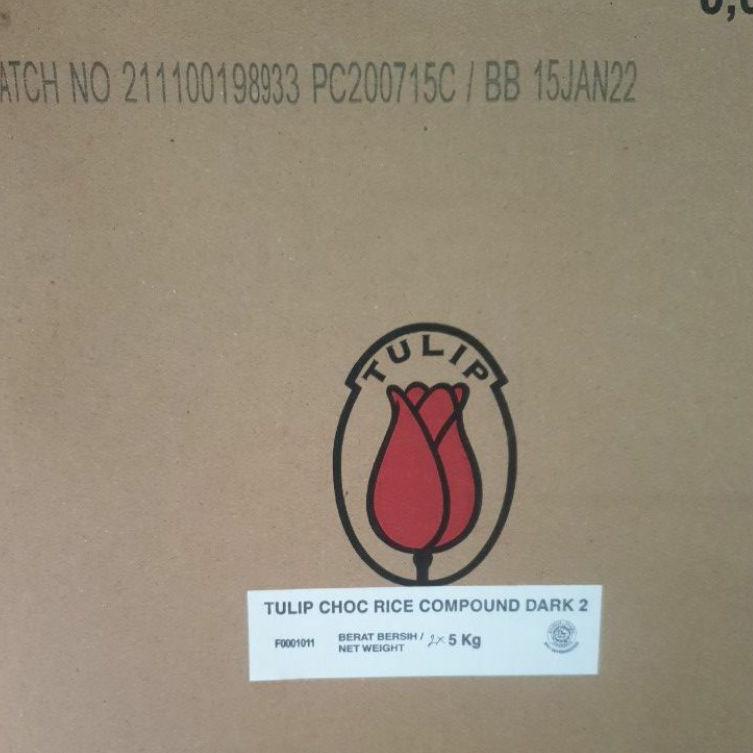 ATCH NO 211100198933 PC200715C / BB 15JAN22
TULIP
TULIP CHOC RICE COMPOUND DARK 2
F0001011
BERAT BERSIH / 2x 5 Kg
NET WEIGHT